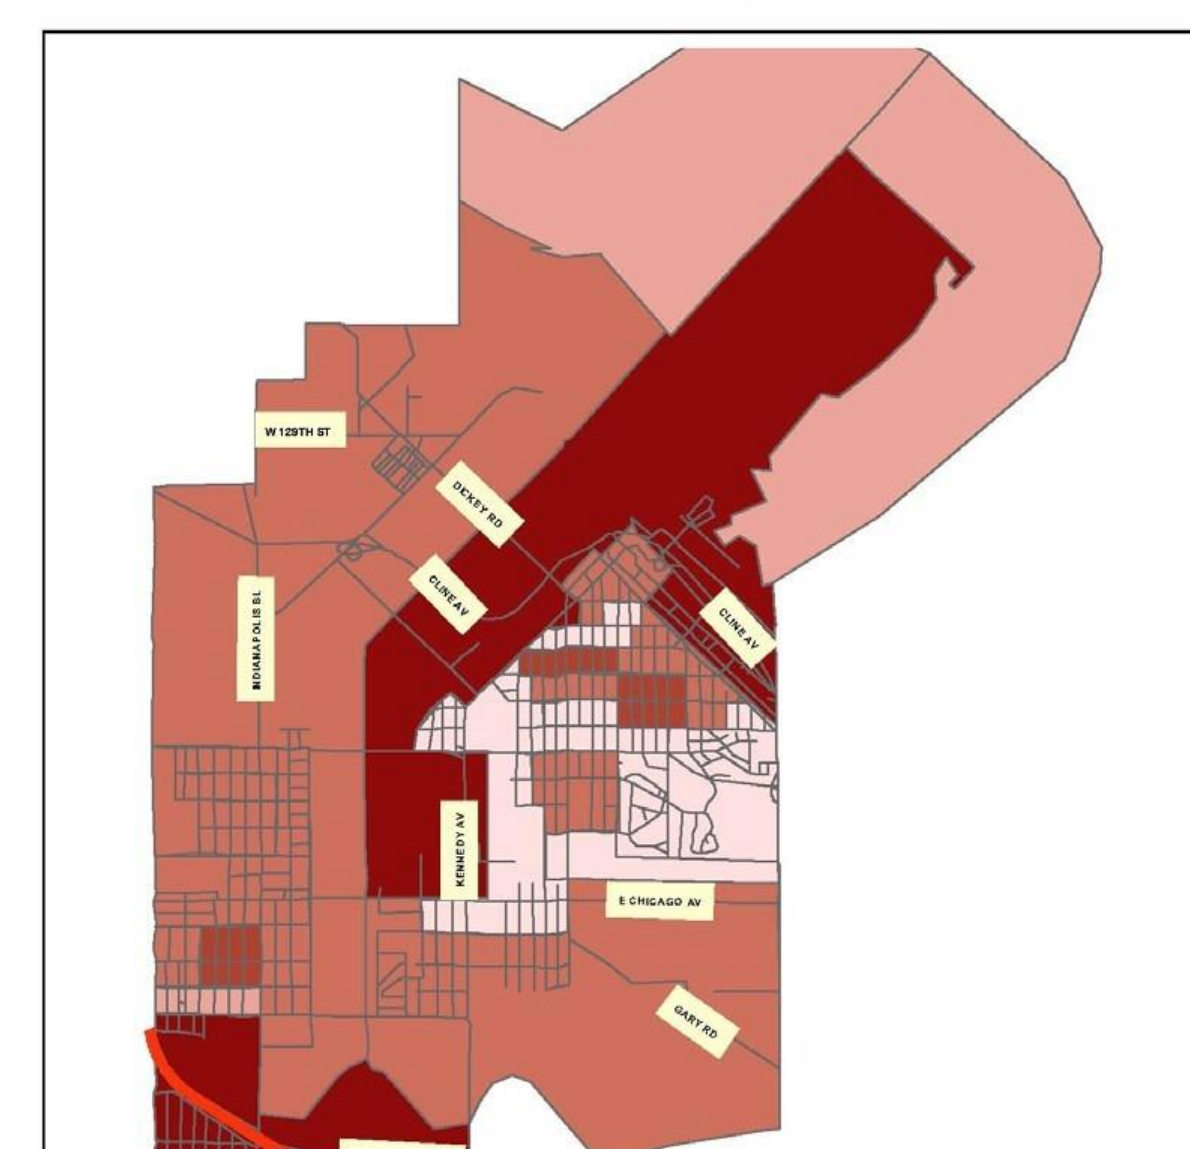 W 129TH ST
DICKEY RD
CLINE AV
INDIANAPOLIS BL
CLINE AV
KENNEDY AV
E CHICAGO AV
GARY RD